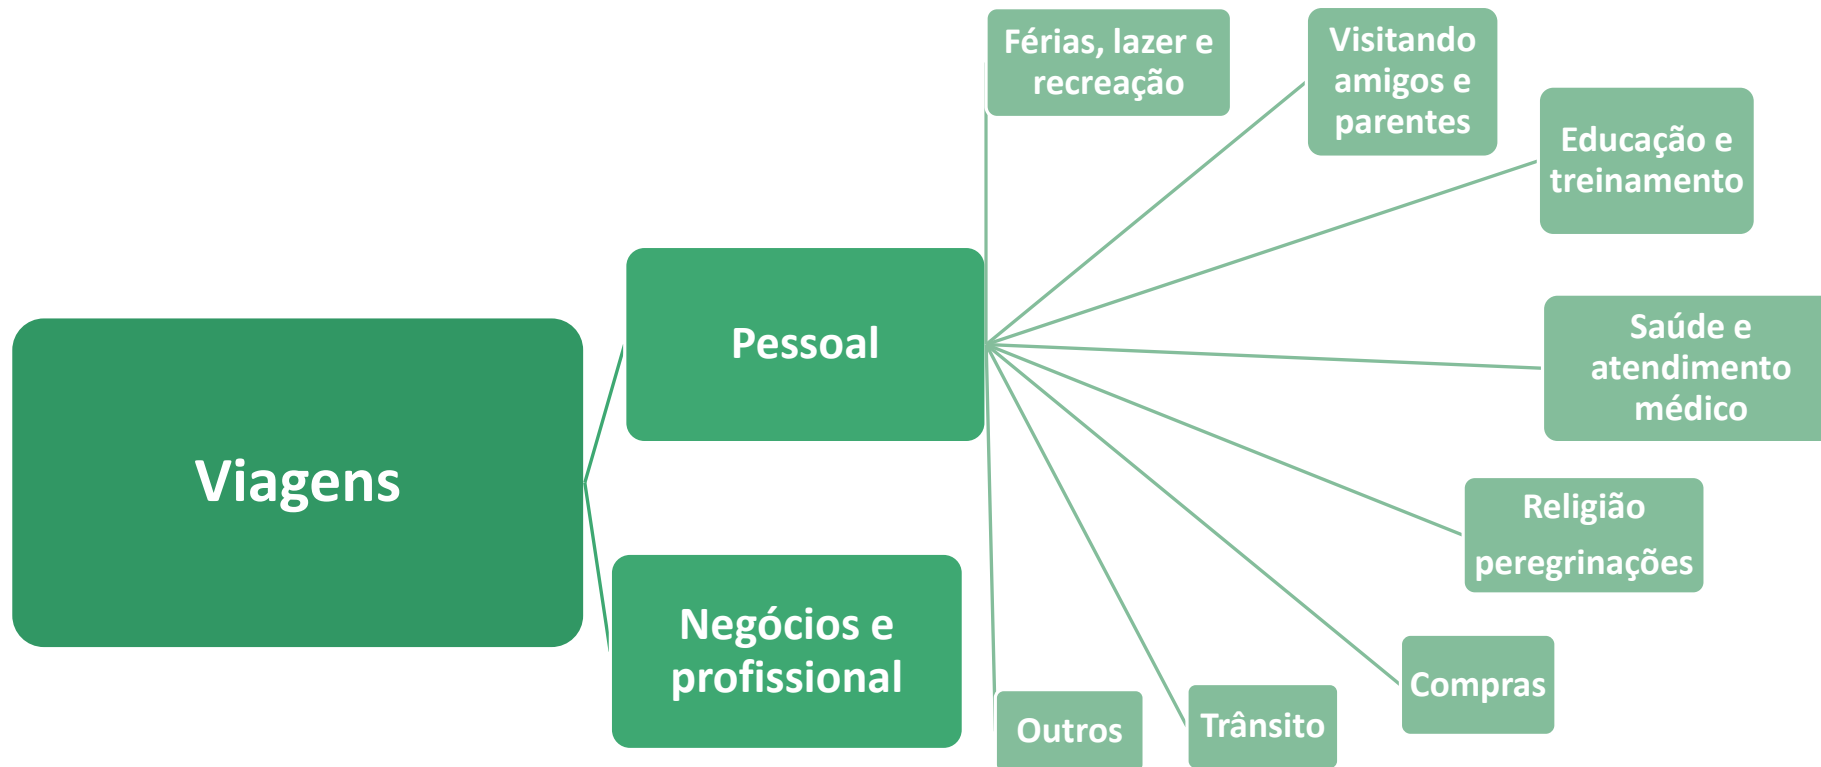 Férias, lazer e
recreação
Visitando
amigos e
parentes
Educação e
treinamento
Pessoal
Saúde e
atendimento
médico
Viagens
Religião
peregrinações
Negócios e
profissional
Compras
Trânsito
Outros